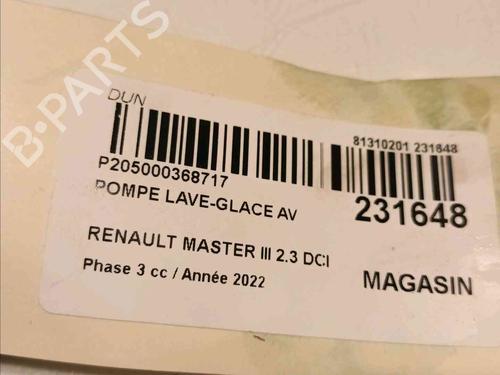 B-PARTS
DUN
81310201 231648
P205000368717
POMPE LAVE-GLACE AV
231648
RENAULT MASTER III 2.3 DCI
Phase 3 cc / Année 2022
MAGASIN